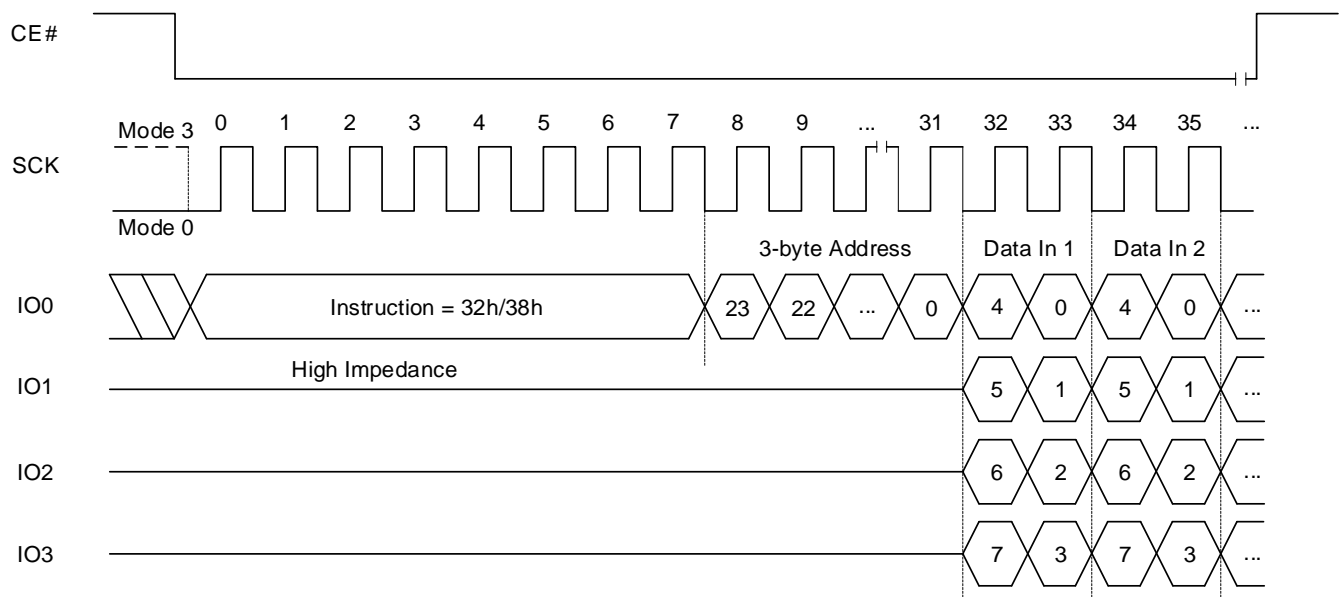 CE#
Mode 3 0 1 2 3 4 5 6 7 8 9 ... 31 32 33 34 35 ...
SCK
Mode 0
3-byte Address Data In 1 Data In 2
IO0 Instruction = 32h/38h 23 22 ... 0 4 0 4 0 ...
High Impedance
IO1 5 1 5 1 ...
IO2 6 2 6 2 ...
IO3 7 3 7 3 ...